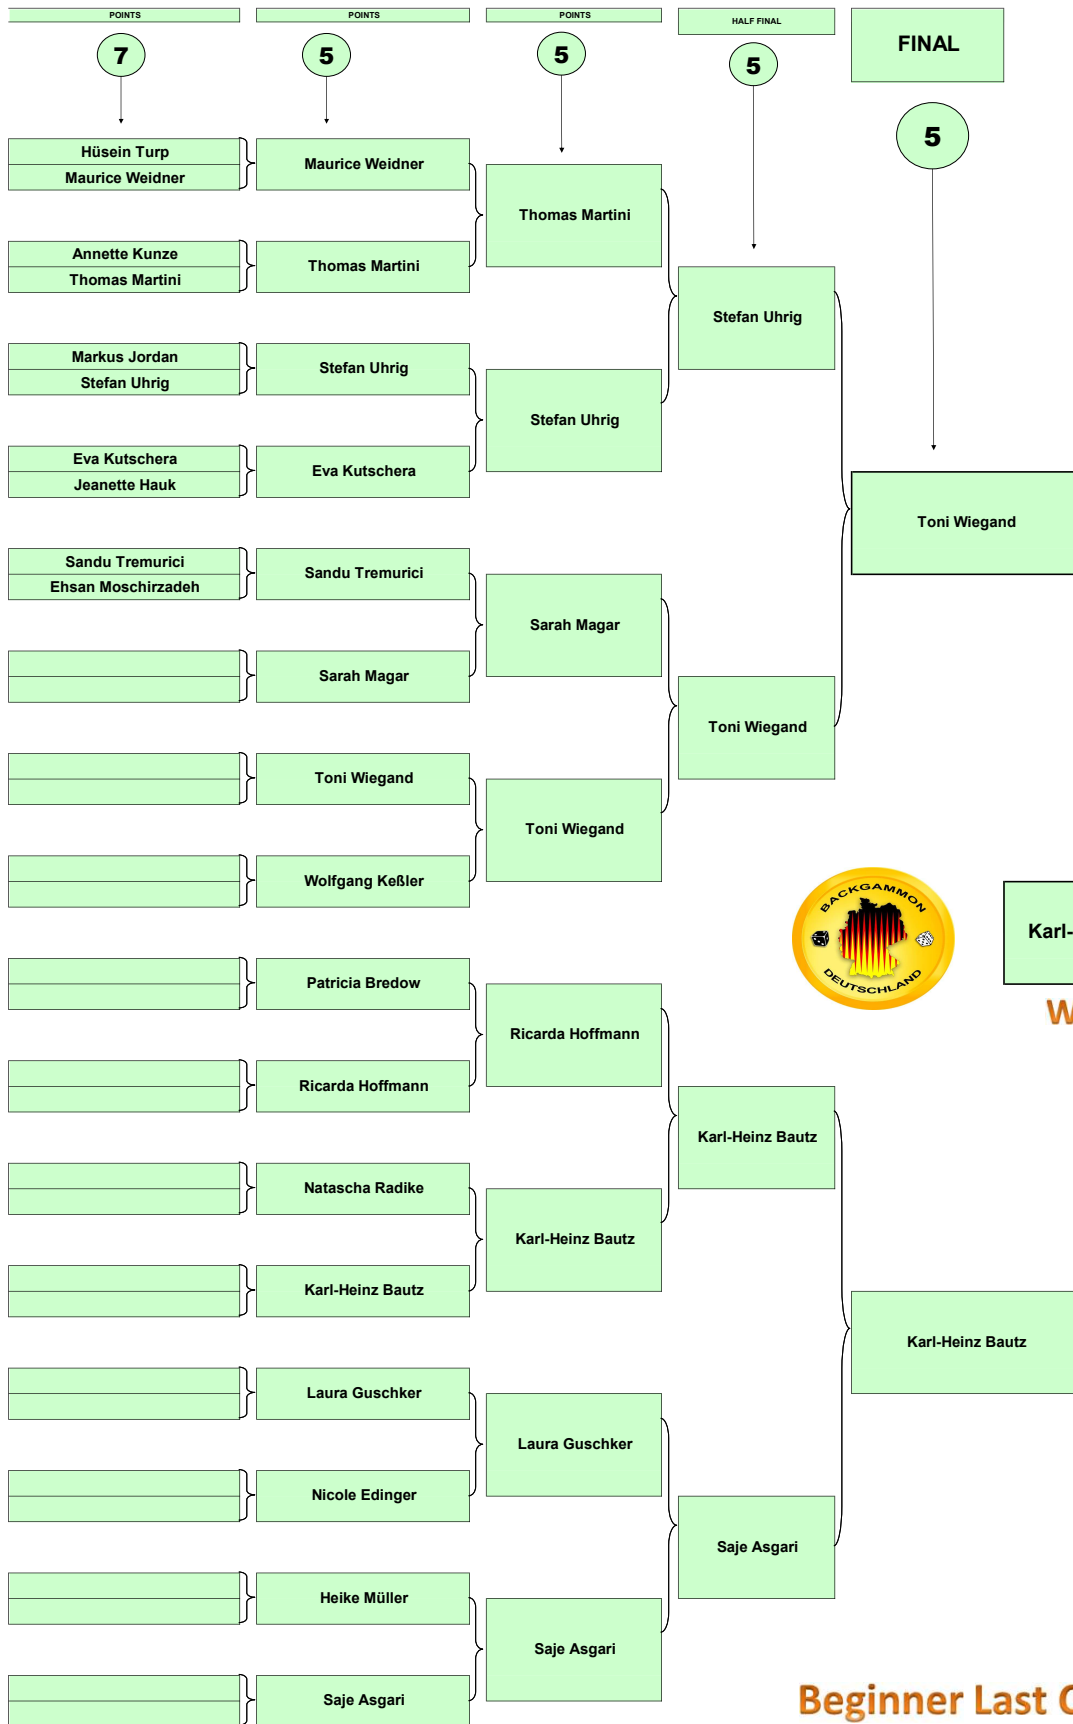 POINTS
POINTS
POINTS
HALF FINAL
FINAL
7
5
5
5
5
Hüsein Turp
Maurice Weidner
Annette Kunze
Thomas Martini
Markus Jordan
Stefan Uhrig
Eva Kutschera
Jeanette Hauk
Sandu Tremurici
Ehsan Moschirzadeh
Maurice Weidner
Thomas Martini
Stefan Uhrig
Eva Kutschera
Sandu Tremurici
Sarah Magar
Toni Wiegand
Wolfgang Keßler
Patricia Bredow
Ricarda Hoffmann
Natascha Radike
Karl-Heinz Bautz
Laura Guschker
Nicole Edinger
Heike Müller
Saje Asgari
Thomas Martini
Stefan Uhrig
Sarah Magar
Toni Wiegand
Ricarda Hoffmann
Karl-Heinz Bautz
Laura Guschker
Saje Asgari
Stefan Uhrig
Toni Wiegand
Karl-Heinz Bautz
Saje Asgari
Toni Wiegand
Karl-Heinz Bautz
BACKGAMMON
DEUTSCHLAND
Karl-
W
Beginner Last C